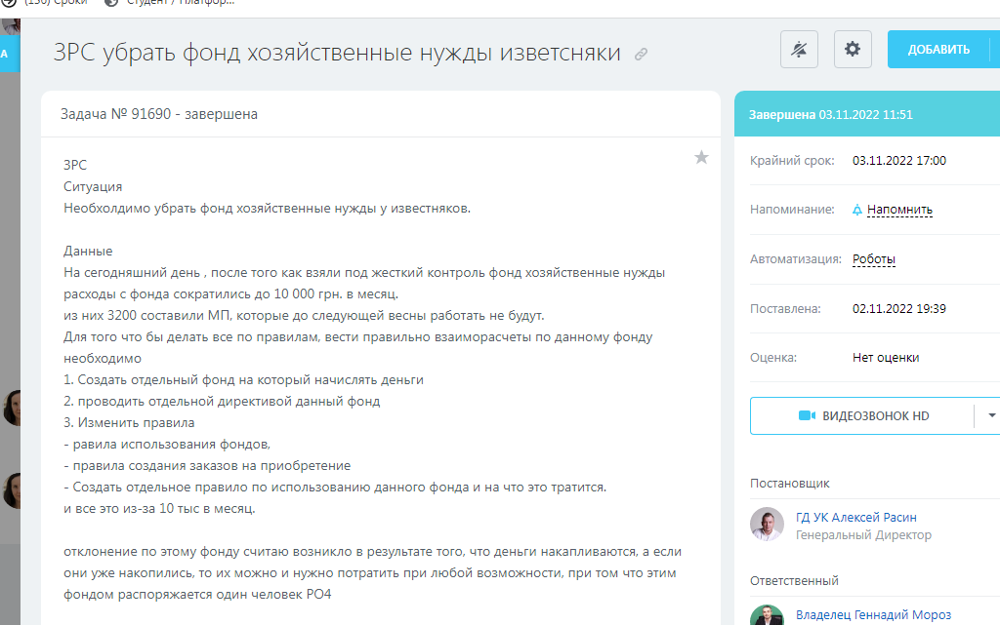 (136) Сроки
Студент / Платфор...
А
ЗРС убрать фонд хозяйственные нужды изветсняки
ДОБАВИТЬ
Задача № 91690 - завершена
ЗРС
Ситуация
Необхолдимо убрать фонд хозяйственные нужды у известняков.
Данные
На сегодняшний день , после того как взяли под жесткий контроль фонд хозяйственные нужды
расходы с фонда сократились до 10 000 грн. в месяц.
из них 3200 составили МП, которые до следующей весны работать не будут.
Для того что бы делать все по правилам, вести правильно взаиморасчеты по данному фонду
необходимо
1. Создать отдельный фонд на который начислять деньги
2. проводить отдельной директивой данный фонд
3. Изменить правила
- равила использования фондов,
- правила создания заказов на приобретение
- Создать отдельное правило по использованию данного фонда и на что это тратится.
и все это из-за 10 тыс в месяц.
отклонение по этому фонду считаю возникло в результате того, что деньги накапливаются, а если
они уже накопились, то их можно и нужно потратить при любой возможности, при том что этим
фондом распоряжается один человек РО4
Завершена 03.11.2022 11:51
Крайний срок: 03.11.2022 17:00
Напоминание: Напомнить
Автоматизация: Роботы
Поставлена: 02.11.2022 19:39
Оценка: Нет оценки
ВИДЕОЗВОНОК HD
Постановщик
ГД УК Алексей Расин
Генеральный Директор
Ответственный
Владелец Геннадий Мороз